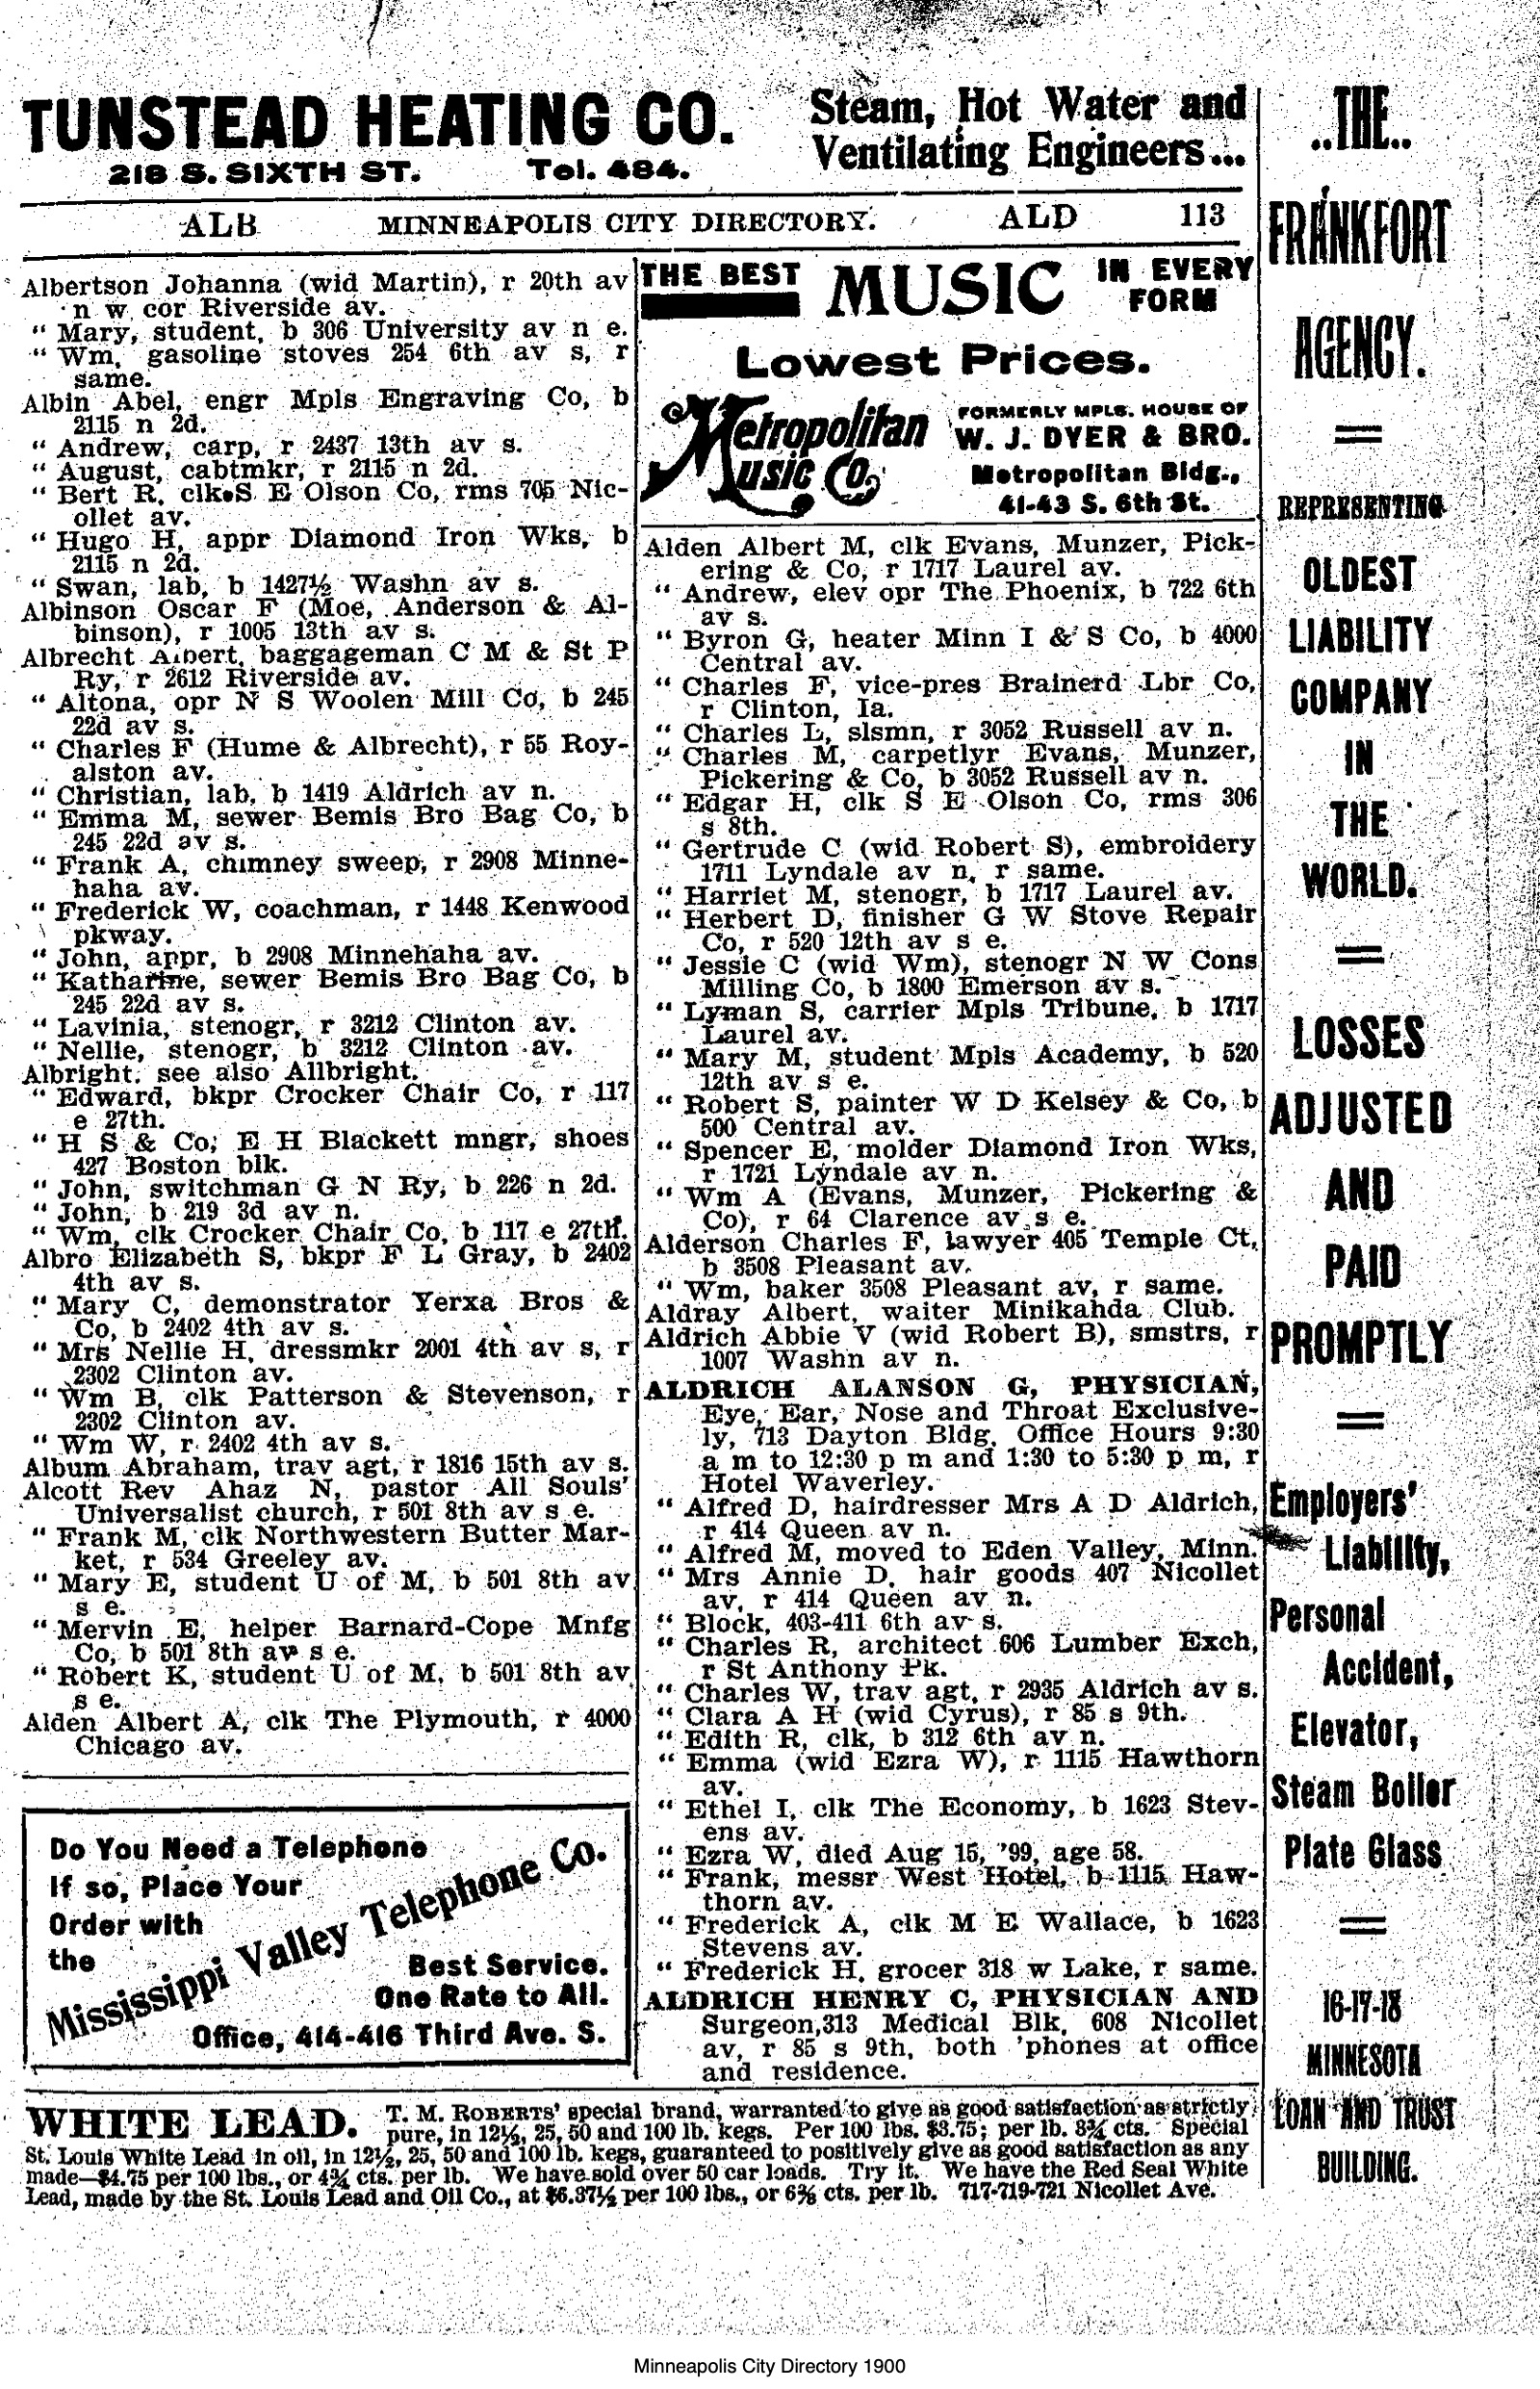 TUNSTEAD HEATING CO.
218 S. SIXTH ST. Tel. 484.
Steam, Hot Water and
Ventilating Engineers...
ALB MINNEAPOLIS CITY DIRECTORY. ALD 113
Albertson Johanna (wid Martin), r 20th av
n w cor Riverside av.
" Mary, student, b 306 University av n e.
" Wm, gasoline stoves 254 6th av s, r
same.
Albin Abel, engr Mpls Engraving Co, b
2115 n 2d.
" Andrew, carp, r 2437 13th av s.
" August, cabtmkr, r 2115 n 2d.
" Bert R, clk S E Olson Co, rms 705 Nic-
ollet av.
" Hugo H, appr Diamond Iron Wks, b
2115 n 2d.
" Swan, lab, b 1427½ Washn av s.
Albinson Oscar F (Moe, Anderson & Al-
binson), r 1005 13th av s.
Albrecht Albert, baggageman C M & St P
Ry, r 2612 Riverside av.
" Altona, opr N S Woolen Mill Co, b 245
22d av s.
" Charles F (Hume & Albrecht), r 55 Roy-
alston av.
" Christian, lab, b 1419 Aldrich av n.
" Emma M, sewer Bemis Bro Bag Co, b
245 22d av s.
" Frank A, chimney sweep, r 2908 Minne-
haha av.
" Frederick W, coachman, r 1448 Kenwood
pkway.
" John, appr, b 2908 Minnehaha av.
" Katharine, sewer Bemis Bro Bag Co, b
245 22d av s.
" Lavinia, stenogr, r 3212 Clinton av.
" Nellie, stenogr, b 3212 Clinton av.
Albright. see also Allbright.
" Edward, bkpr Crocker Chair Co, r 117
e 27th.
" H S & Co, E H Blackett mngr, shoes
427 Boston blk.
" John, switchman G N Ry, b 226 n 2d.
" John, b 219 3d av n.
" Wm, clk Crocker Chair Co, b 117 e 27th.
Albro Elizabeth S, bkpr F L Gray, b 2402
4th av s.
" Mary C, demonstrator Yerxa Bros &
Co, b 2402 4th av s.
" Mrs Nellie H, dressmkr 2001 4th av s, r
2302 Clinton av.
" Wm B, clk Patterson & Stevenson, r
2302 Clinton av.
" Wm W, r 2402 4th av s.
Album Abraham, trav agt, r 1816 15th av s.
Alcott Rev Ahaz N, pastor All Souls'
Universalist church, r 501 8th av s e.
" Frank M, clk Northwestern Butter Mar-
ket, r 534 Greeley av.
" Mary E, student U of M, b 501 8th av
s e.
" Mervin E, helper Barnard-Cope Mnfg
Co, b 501 8th av s e.
" Robert K, student U of M, b 501 8th av
s e.
Alden Albert A, clk The Plymouth, r 4000
Chicago av.
Do You Need a Telephone
If so, Place Your
Order with
the
Mississippi Valley Telephone Co.
Best Service.
One Rate to All.
Office, 414-416 Third Ave. S.
THE BEST MUSIC IN EVERY
FORM
Lowest Prices.
Metropolitan
Music Co.
FORMERLY MPLS. HOUSE OF
W. J. DYER & BRO.
Metropolitan Bldg.,
41-43 S. 6th St.
Alden Albert M, clk Evans, Munzer, Pick-
ering & Co, r 1717 Laurel av.
" Andrew, elev opr The Phoenix, b 722 6th
av s.
" Byron G, heater Minn I & S Co, b 4000
Central av.
" Charles F, vice-pres Brainerd Lbr Co,
r Clinton, Ia.
" Charles L, slsmn, r 3052 Russell av n.
" Charles M, carpetlyr Evans, Munzer,
Pickering & Co, b 3052 Russell av n.
" Edgar H, clk S E Olson Co, rms 306
s 8th.
" Gertrude C (wid Robert S), embroidery
1711 Lyndale av n, r same.
" Harriet M, stenogr, b 1717 Laurel av.
" Herbert D, finisher G W Stove Repair
Co, r 520 12th av s e.
" Jessie C (wid Wm), stenogr N W Cons
Milling Co, b 1800 Emerson av s.
" Lyman S, carrier Mpls Tribune, b 1717
Laurel av.
" Mary M, student Mpls Academy, b 520
12th av s e.
" Robert S, painter W D Kelsey & Co, b
500 Central av.
" Spencer E, molder Diamond Iron Wks,
r 1721 Lyndale av n.
" Wm A (Evans, Munzer, Pickering &
Co), r 64 Clarence av s e.
Alderson Charles F, lawyer 405 Temple Ct,
b 3508 Pleasant av.
" Wm, baker 3508 Pleasant av, r same.
Aldray Albert, waiter Minikahda Club.
Aldrich Abbie V (wid Robert B), smstrs, r
1007 Washn av n.
ALDRICH ALANSON G, PHYSICIAN,
Eye, Ear, Nose and Throat Exclusive-
ly, 713 Dayton Bldg, Office Hours 9:30
a m to 12:30 p m and 1:30 to 5:30 p m, r
Hotel Waverley.
" Alfred D, hairdresser Mrs A D Aldrich,
r 414 Queen av n.
" Alfred M, moved to Eden Valley, Minn.
" Mrs Annie D, hair goods 407 Nicollet
av, r 414 Queen av n.
" Block, 403-411 6th av s.
" Charles R, architect 606 Lumber Exch,
r St Anthony Pk.
" Charles W, trav agt, r 2935 Aldrich av s.
" Clara A H (wid Cyrus), r 85 s 9th.
" Edith R, clk, b 312 6th av n.
" Emma (wid Ezra W), r 1115 Hawthorn
av.
" Ethel I, clk The Economy, b 1623 Stev-
ens av.
" Ezra W, died Aug 15, '99, age 58.
" Frank, messr West Hotel, b 1115 Haw-
thorn av.
" Frederick A, clk M E Wallace, b 1623
Stevens av.
" Frederick H, grocer 318 w Lake, r same.
ALDRICH HENRY C, PHYSICIAN AND
Surgeon, 313 Medical Blk, 608 Nicollet
av, r 85 s 9th, both 'phones at office
and residence.
..THE..
FRANKFORT
AGENCY.
REPRESENTING
OLDEST
LIABILITY
COMPANY
IN
THE
WORLD.
LOSSES
ADJUSTED
AND
PAID
PROMPTLY
Employers'
Liability,
Personal
Accident,
Elevator,
Steam Boiler
Plate Glass
16-17-18
MINNESOTA
LOAN AND TRUST
BUILDING.
WHITE LEAD. T. M. ROBERTS' special brand, warranted to give as good satisfaction as strictly
pure, in 12½, 25, 50 and 100 lb. kegs. Per 100 lbs. $3.75; per lb. 3¾ cts. Special
St. Louis White Lead in oil, in 12½, 25, 50 and 100 lb. kegs, guaranteed to positively give as good satisfaction as any
made—$4.75 per 100 lbs., or 4¾ cts. per lb. We have sold over 50 car loads. Try it. We have the Red Seal White
Lead, made by the St. Louis Lead and Oil Co., at $6.37½ per 100 lbs., or 6⅜ cts. per lb. 717-719-721 Nicollet Ave.
Minneapolis City Directory 1900